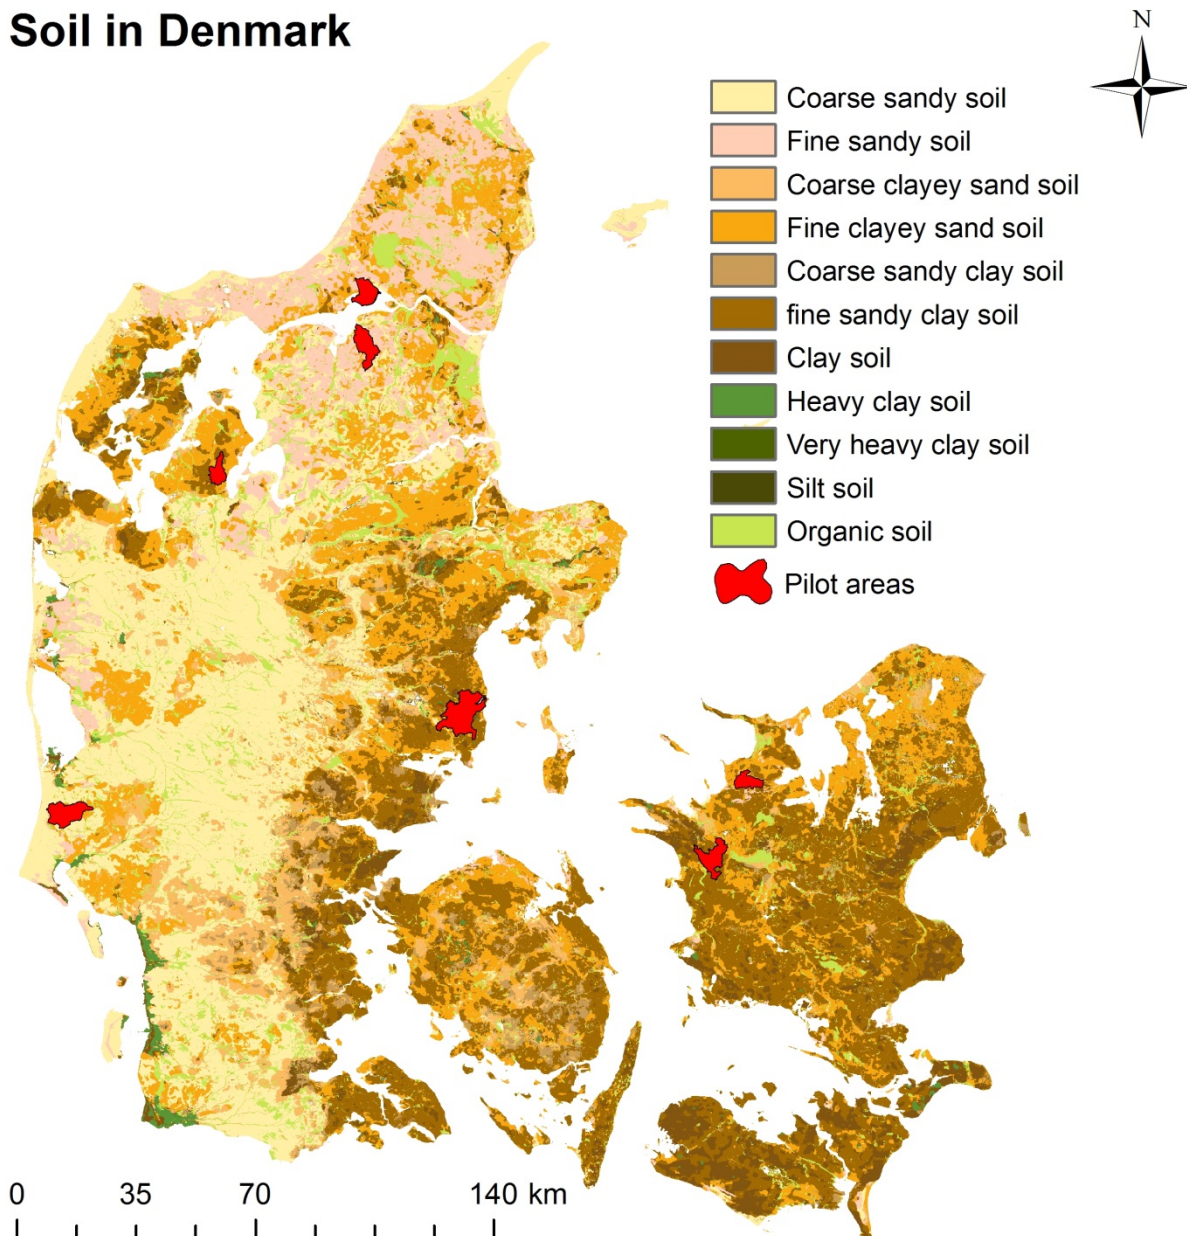 Soil in Denmark
N
Coarse sandy soil
Fine sandy soil
Coarse clayey sand soil
Fine clayey sand soil
Coarse sandy clay soil
fine sandy clay soil
Clay soil
Heavy clay soil
Very heavy clay soil
Silt soil
Organic soil
Pilot areas
0 35 70 140 km